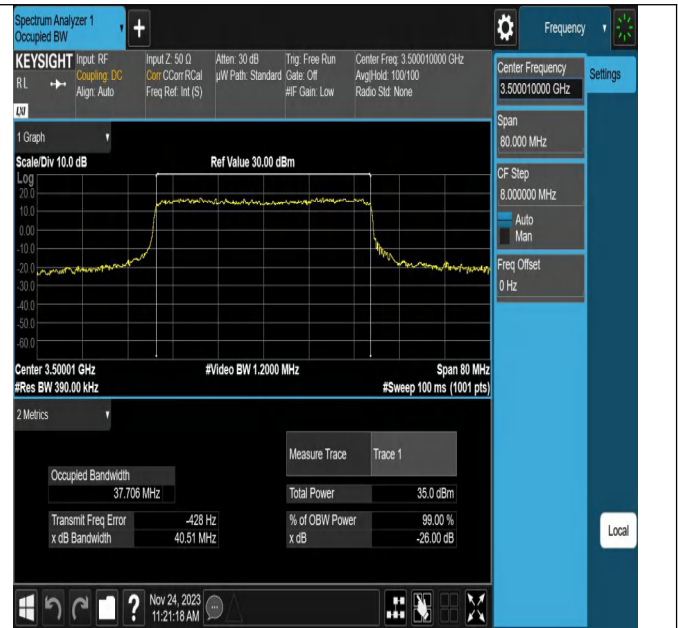 Spectrum Analyzer 1
Occupied BW
+
Frequency
KEYSIGHT Input: RF Input Z: 50 Ω Atten: 30 dB Trig: Free Run Center Freq: 3.500010000 GHz
RL Coupling: DC Corr CCorr RCal µW Path: Standard Gate: Off Avg|Hold: 100/100
Align: Auto Freq Ref: Int (S) #IF Gain: Low Radio Std: None
LXI
Center Frequency
3.500010000 GHz
Settings
Span
80.000 MHz
CF Step
8.000000 MHz
Auto
Man
Freq Offset
0 Hz
1 Graph
Scale/Div 10.0 dB Ref Value 30.00 dBm
Log
20.0
10.0
0.00
-10.0
-20.0
-30.0
-40.0
-50.0
-60.0
Center 3.50001 GHz #Video BW 1.2000 MHz Span 80 MHz
#Res BW 390.00 kHz #Sweep 100 ms (1001 pts)
2 Metrics
Measure Trace Trace 1
Occupied Bandwidth
37.706 MHz
Total Power 35.0 dBm
Transmit Freq Error -428 Hz % of OBW Power 99.00 %
x dB Bandwidth 40.51 MHz x dB -26.00 dB
Local
? Nov 24, 2023
11:21:18 AM